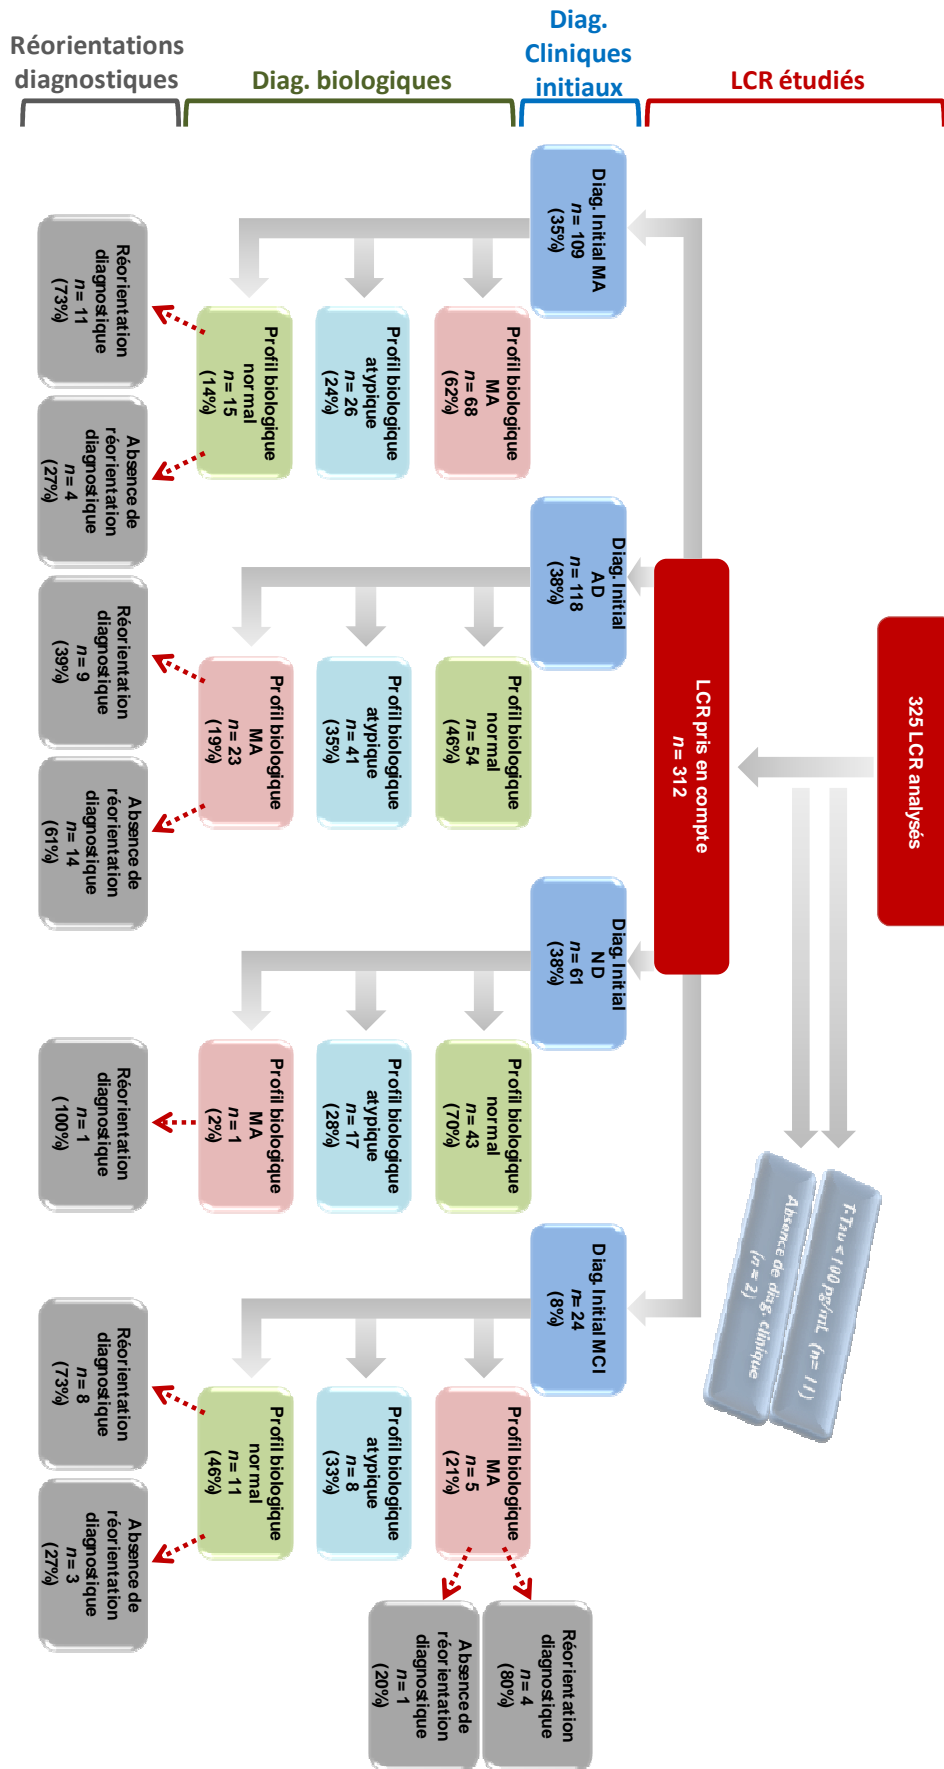 Réorientations
diagnostiques
Diag. biologiques
Diag.
Cliniques
initiaux
LCR étudiés
325 LCR analysés
T-Tau < 100 pg/mL (n= 11)
Absence de diag. clinique
(n = 2)
LCR pris en compte
n= 312
Diag. Initial MA
n= 109
(35%)
Diag. Initial
AD
n= 118
(38%)
Diag. Initial
ND
n= 61
(38%)
Diag. Initial MCI
n= 24
(8%)
Profil biologique
MA
n= 68
(62%)
Profil biologique
atypique
n= 26
(24%)
Profil biologique
normal
n= 15
(14%)
Profil biologique
normal
n= 54
(46%)
Profil biologique
atypique
n= 41
(35%)
Profil biologique
MA
n= 23
(19%)
Profil biologique
normal
n= 43
(70%)
Profil biologique
atypique
n= 17
(28%)
Profil biologique
MA
n= 1
(2%)
Profil biologique
MA
n= 5
(21%)
Profil biologique
atypique
n= 8
(33%)
Profil biologique
normal
n= 11
(46%)
Réorientation
diagnostique
n= 4
(80%)
Absence de
réorientation
diagnostique
n= 1
(20%)
Réorientation
diagnostique
n= 11
(73%)
Absence de
réorientation
diagnostique
n= 4
(27%)
Réorientation
diagnostique
n= 9
(39%)
Absence de
réorientation
diagnostique
n= 14
(61%)
Réorientation
diagnostique
n= 1
(100%)
Réorientation
diagnostique
n= 8
(73%)
Absence de
réorientation
diagnostique
n= 3
(27%)